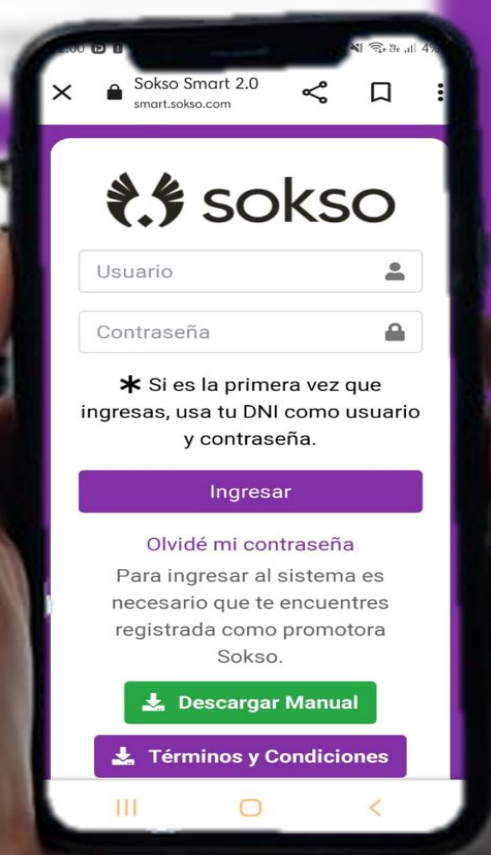 Sokso Smart 2.0
smart.sokso.com
sokso
Usuario
Contraseña
* Si es la primera vez que
ingresas, usa tu DNI como usuario
y contraseña.
Ingresar
Olvidé mi contraseña
Para ingresar al sistema es
necesario que te encuentres
registrada como promotora
Sokso.
Descargar Manual
Términos y Condiciones